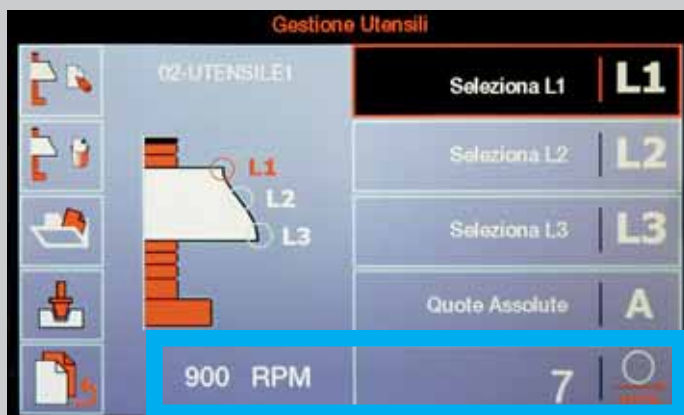 Gestione Utensili
02-UTENSILE1
Seleziona L1
L1
Seleziona L2
L2
Seleziona L3
L3
L1
L2
L3
Quote Assolute
A
900 RPM
7